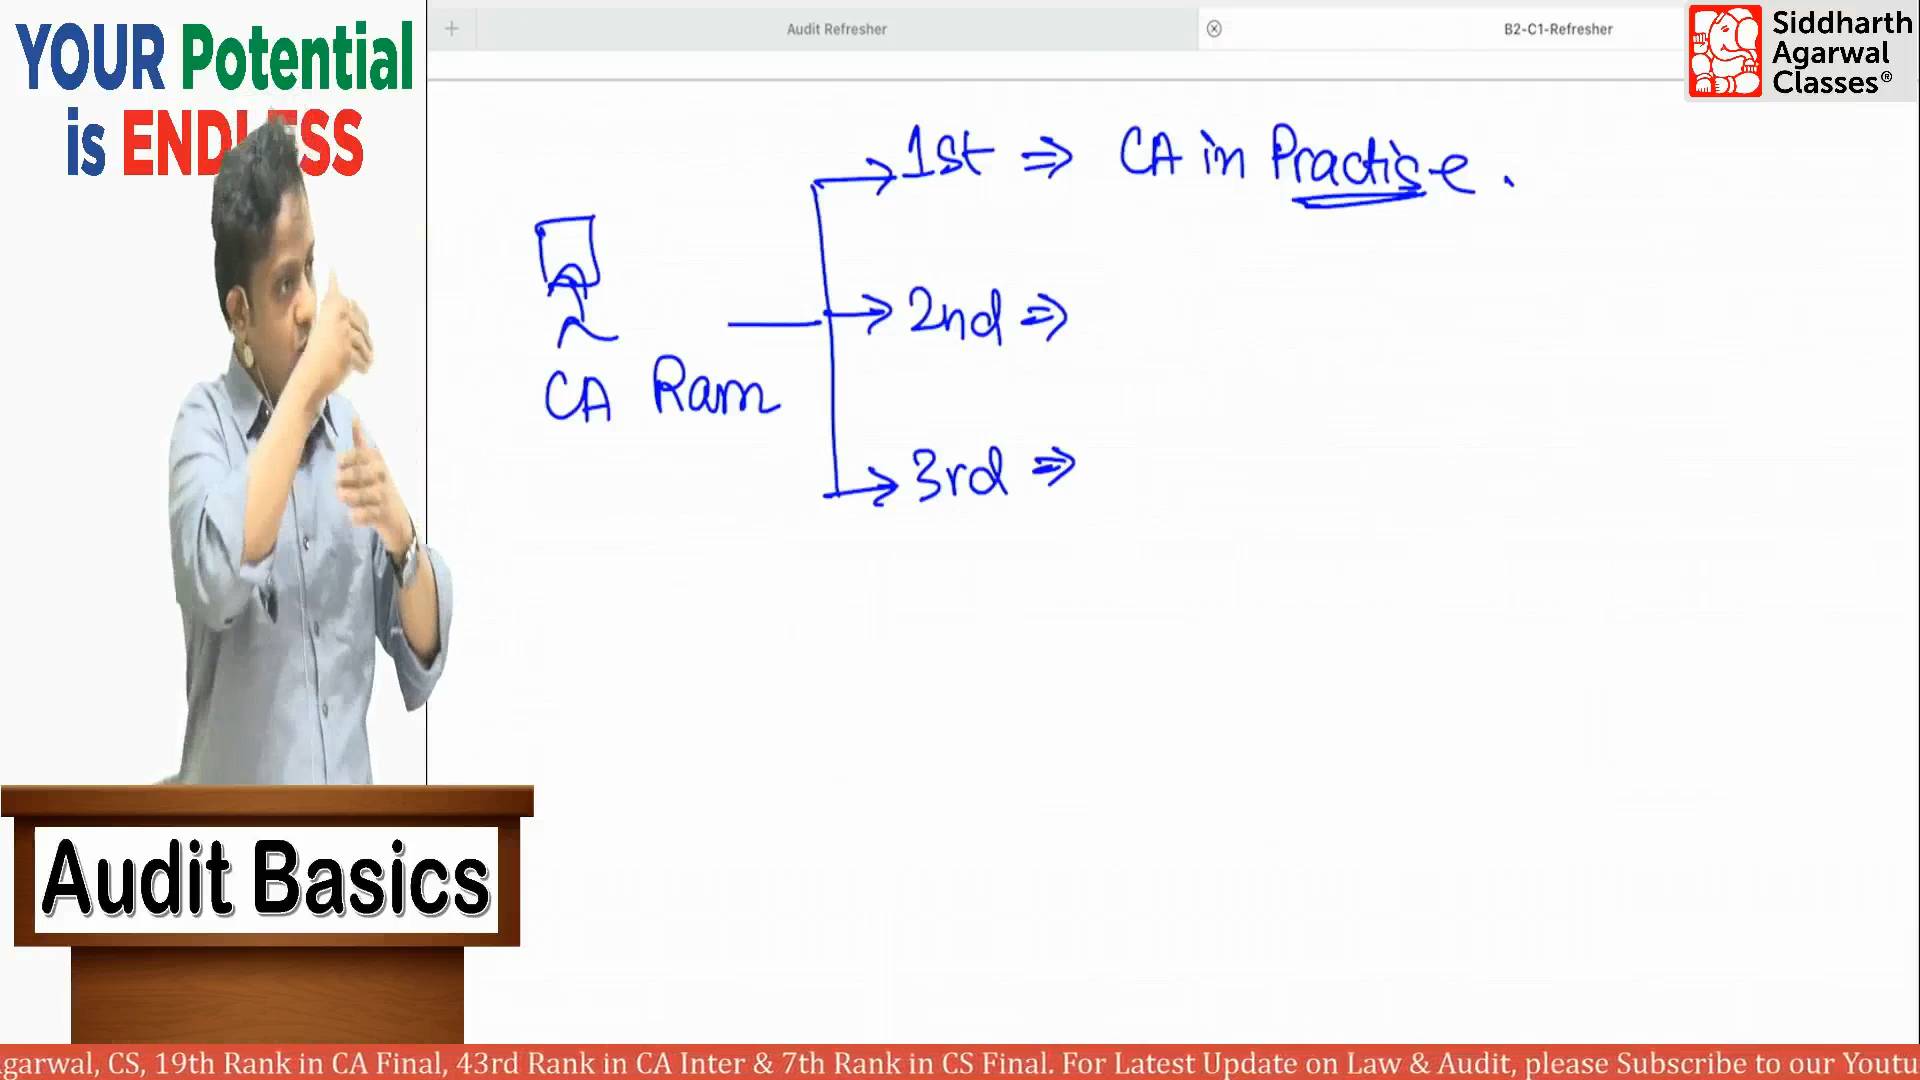 YOUR Potential
is ENDLESS
Audit Refresher
B2-C1-Refresher
Siddharth
Agarwal
Classes®
1st ⇒ CA in Practise.
2nd ⇒
3rd ⇒
CA Ram
Audit Basics
garwal, CS, 19th Rank in CA Final, 43rd Rank in CA Inter & 7th Rank in CS Final. For Latest Update on Law & Audit, please Subscribe to our Youtu